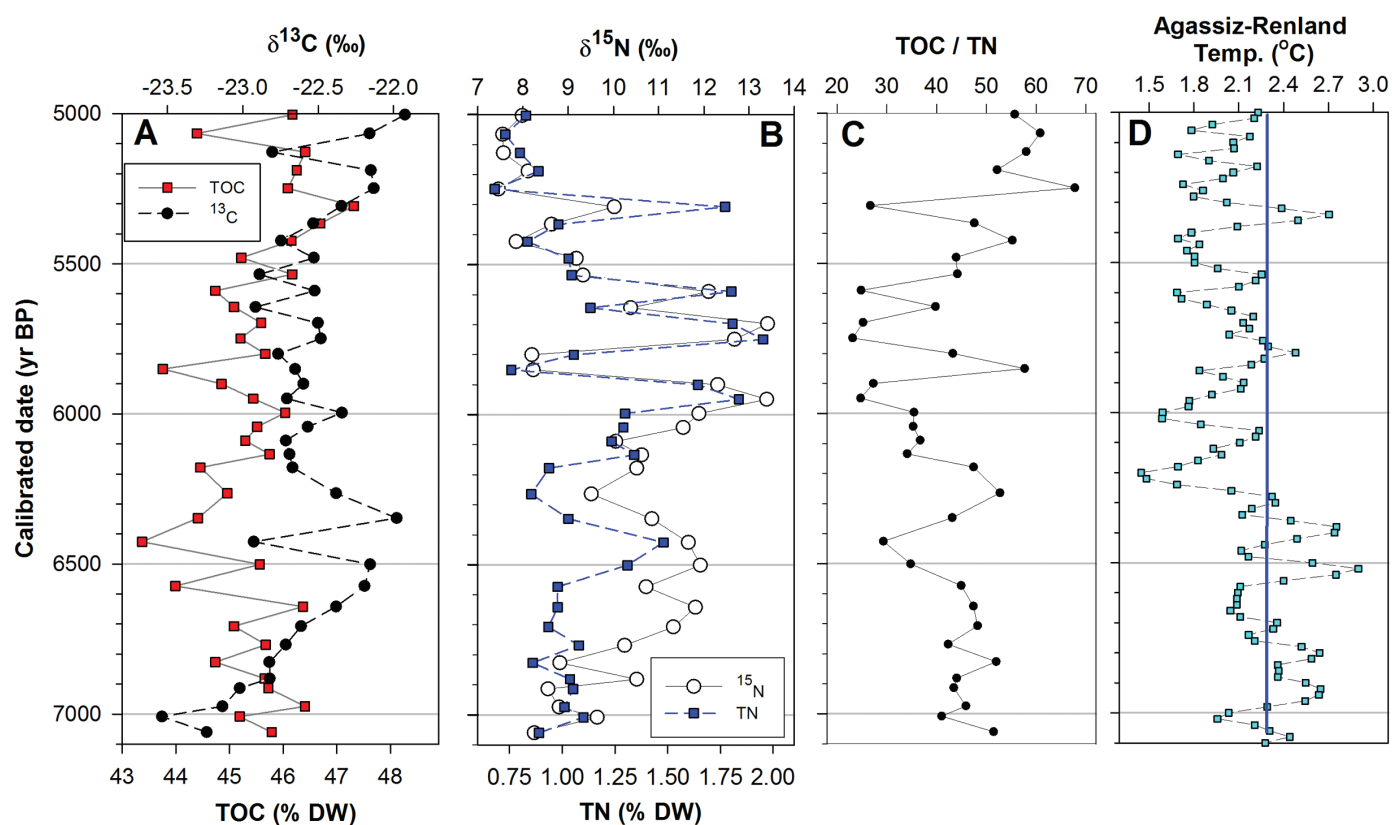 δ¹³C (‰)
-23.5 -23.0 -22.5 -22.0
δ¹⁵N (‰)
7 8 9 10 11 12 13 14
TOC / TN
20 30 40 50 60 70
Agassiz-Renland
Temp. (°C)
1.5 1.8 2.1 2.4 2.7 3.0
Calibrated date (yr BP)
5000
5500
6000
6500
7000
A
TOC
¹³C
B
¹⁵N
TN
C
D
43 44 45 46 47 48
TOC (% DW)
0.75 1.00 1.25 1.50 1.75 2.00
TN (% DW)